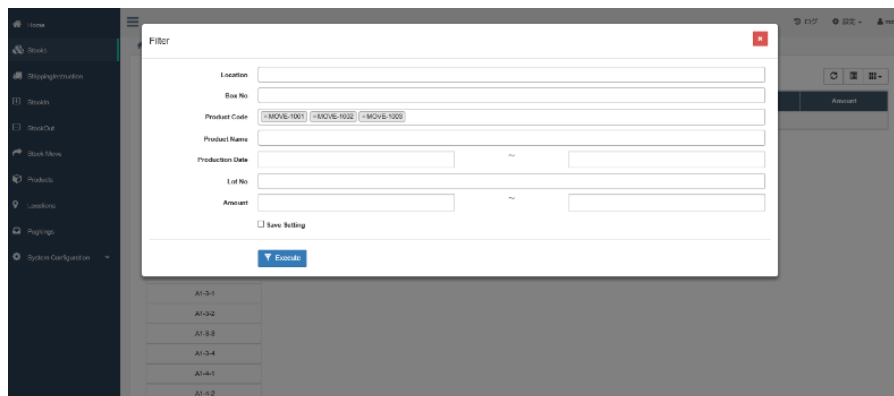 Home
ログ 設定
Stocks
ShippingInstruction
StockIn
StockOut
Stock Move
Products
Locations
Peghings
System Configuration
Filter
Location
Box No
Product Code ×MOVE-1001 ×MOVE-1002 ×MOVE-1003
Product Name
Production Date ~
Lot No
Amount ~
Save Setting
Execute
Amount
A1-3-1
A1-3-2
A1-3-3
A1-3-4
A1-4-1
A1-4-2